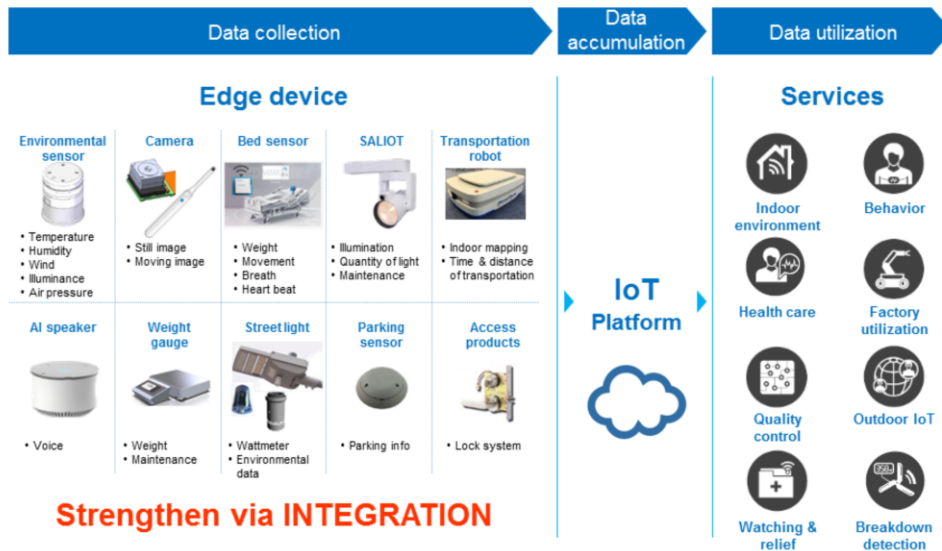 Data collection
Data
accumulation
Data utilization
Edge device
Environmental
sensor
• Temperature
• Humidity
• Wind
• Illuminance
• Air pressure
Camera
• Still image
• Moving image
Bed sensor
• Weight
• Movement
• Breath
• Heart beat
SALIOT
• Illumination
• Quantity of light
• Maintenance
Transportation
robot
• Indoor mapping
• Time & distance
of transportation
AI speaker
• Voice
Weight
gauge
• Weight
• Maintenance
Street light
• Wattmeter
• Environmental
data
Parking
sensor
• Parking info
Access
products
• Lock system
Strengthen via INTEGRATION
IoT
Platform
Services
Indoor
environment
Behavior
Health care
Factory
utilization
Quality
control
Outdoor IoT
Watching &
relief
Breakdown
detection